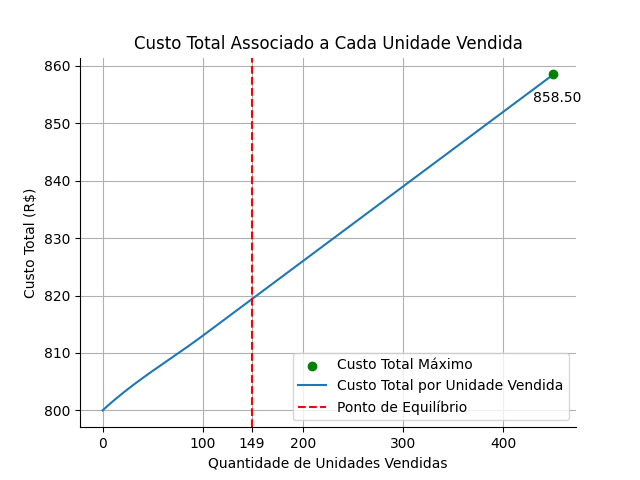 Custo Total Associado a Cada Unidade Vendida
860
850
840
830
820
810
800
Custo Total (R$)
858.50
Custo Total Máximo
Custo Total por Unidade Vendida
Ponto de Equilíbrio
0 100 149 200 300 400
Quantidade de Unidades Vendidas